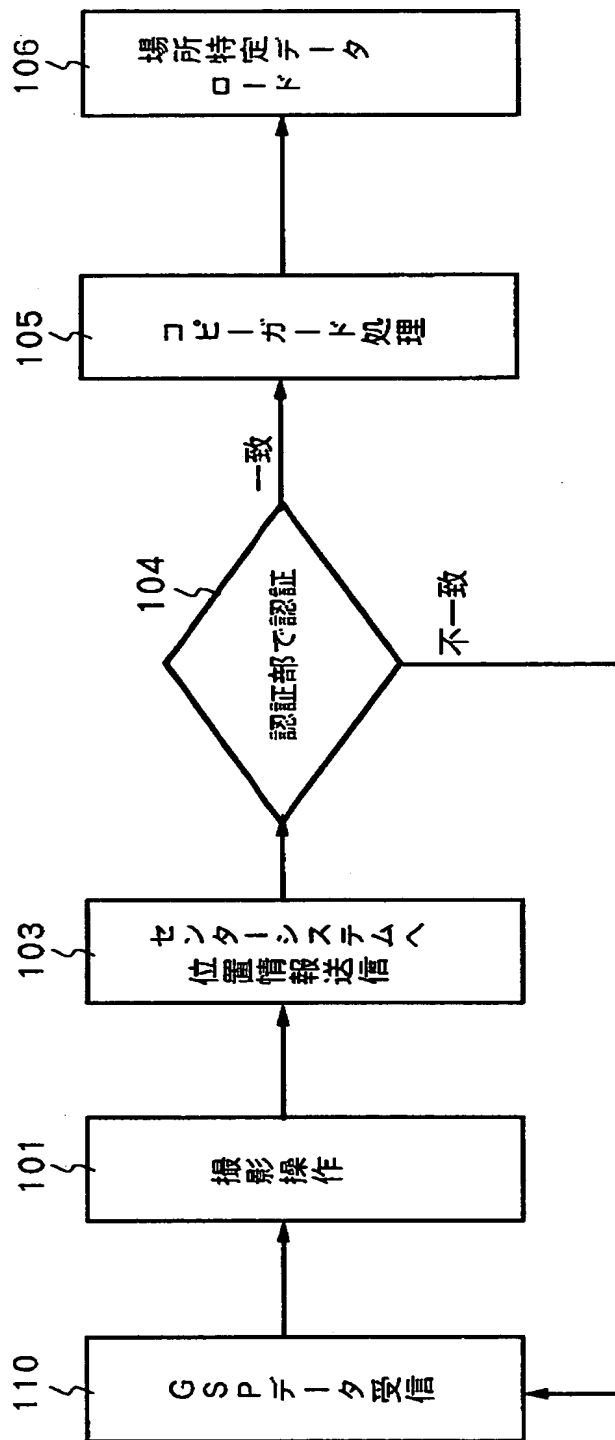 110
GSPデータ受信
101
撮影操作
103
センターシステムへ
位置情報送信
104
認証部で認証
一致
不一致
105
コピーガード処理
106
場所特定データ
ロード